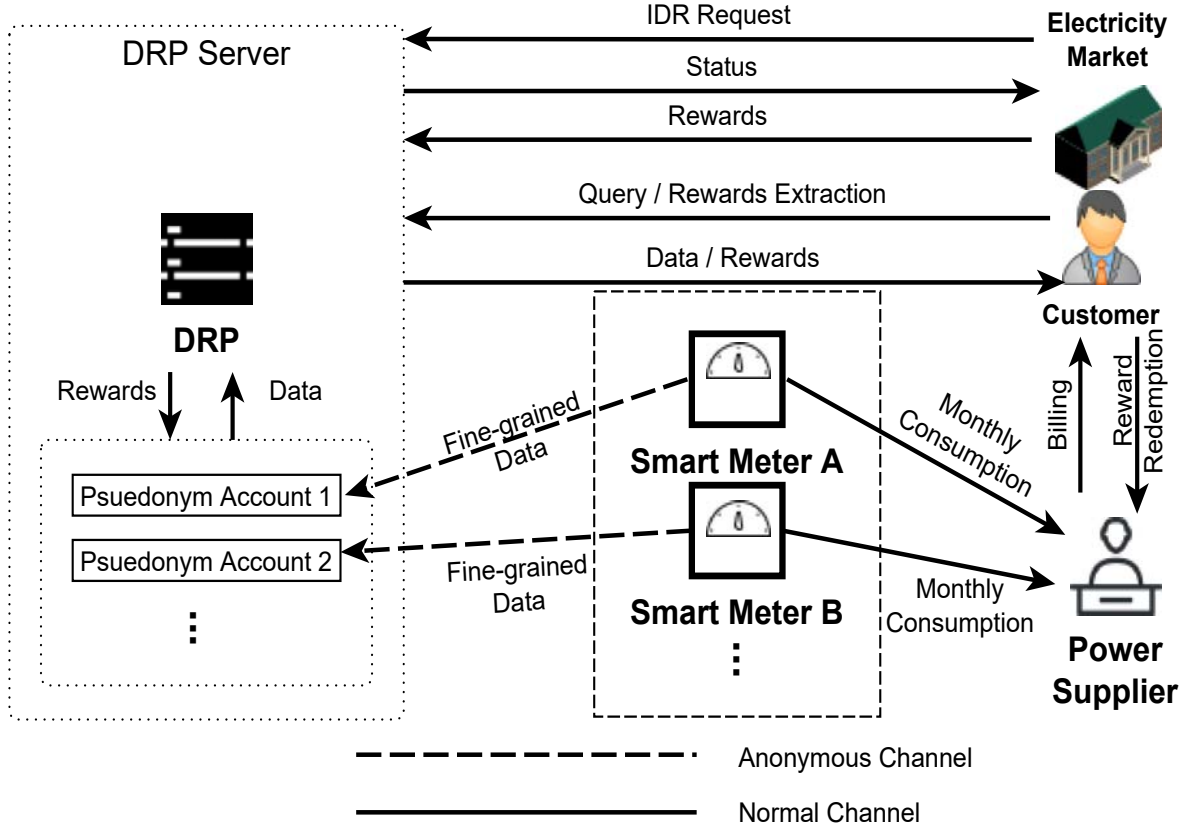 DRP Server
IDR Request
Electricity
Market
Status
Rewards
Query / Rewards Extraction
Data / Rewards
Customer
DRP
Rewards
Data
Psuedonym Account 1
Psuedonym Account 2
⋮
Fine-grained
Data
Fine-grained
Data
Smart Meter A
Smart Meter B
⋮
Monthly
Consumption
Monthly
Consumption
Billing
Reward
Redemption
Power
Supplier
Anonymous Channel
Normal Channel